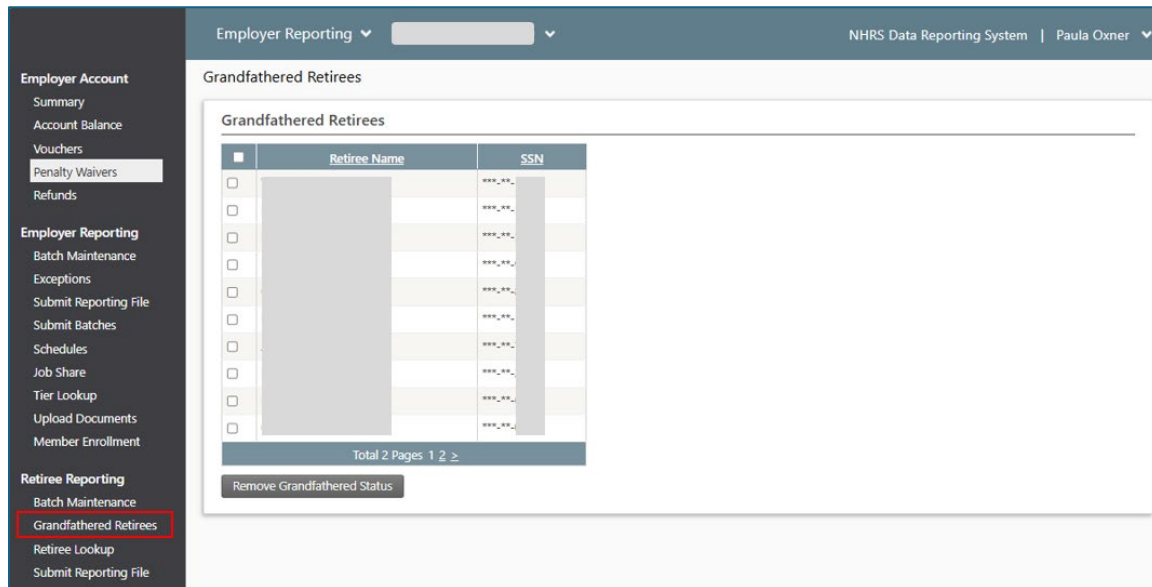 Employer Reporting
NHRS Data Reporting System | Paula Oxner
Employer Account
Summary
Account Balance
Vouchers
Penalty Waivers
Refunds
Employer Reporting
Batch Maintenance
Exceptions
Submit Reporting File
Submit Batches
Schedules
Job Share
Tier Lookup
Upload Documents
Member Enrollment
Retiree Reporting
Batch Maintenance
Grandfathered Retirees
Retiree Lookup
Submit Reporting File
Grandfathered Retirees
Grandfathered Retirees
Retiree Name SSN
***-**-
***-**-
***-**-
***-**-
***-**-
***-**-
***-**-
***-**-
***-**-
***-**-
Total 2 Pages 1 2 >
Remove Grandfathered Status